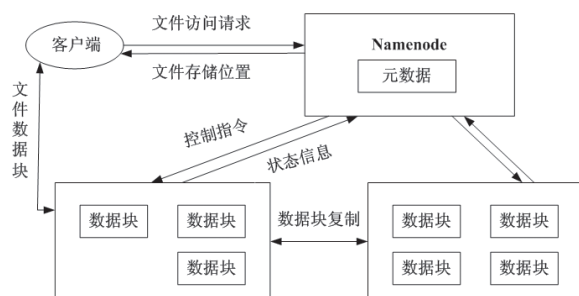 文件访问请求
客户端
Namenode
文件存储位置
元数据
文件数据块
控制指令
状态信息
数据块
数据块
数据块复制
数据块
数据块
数据块
数据块
数据块